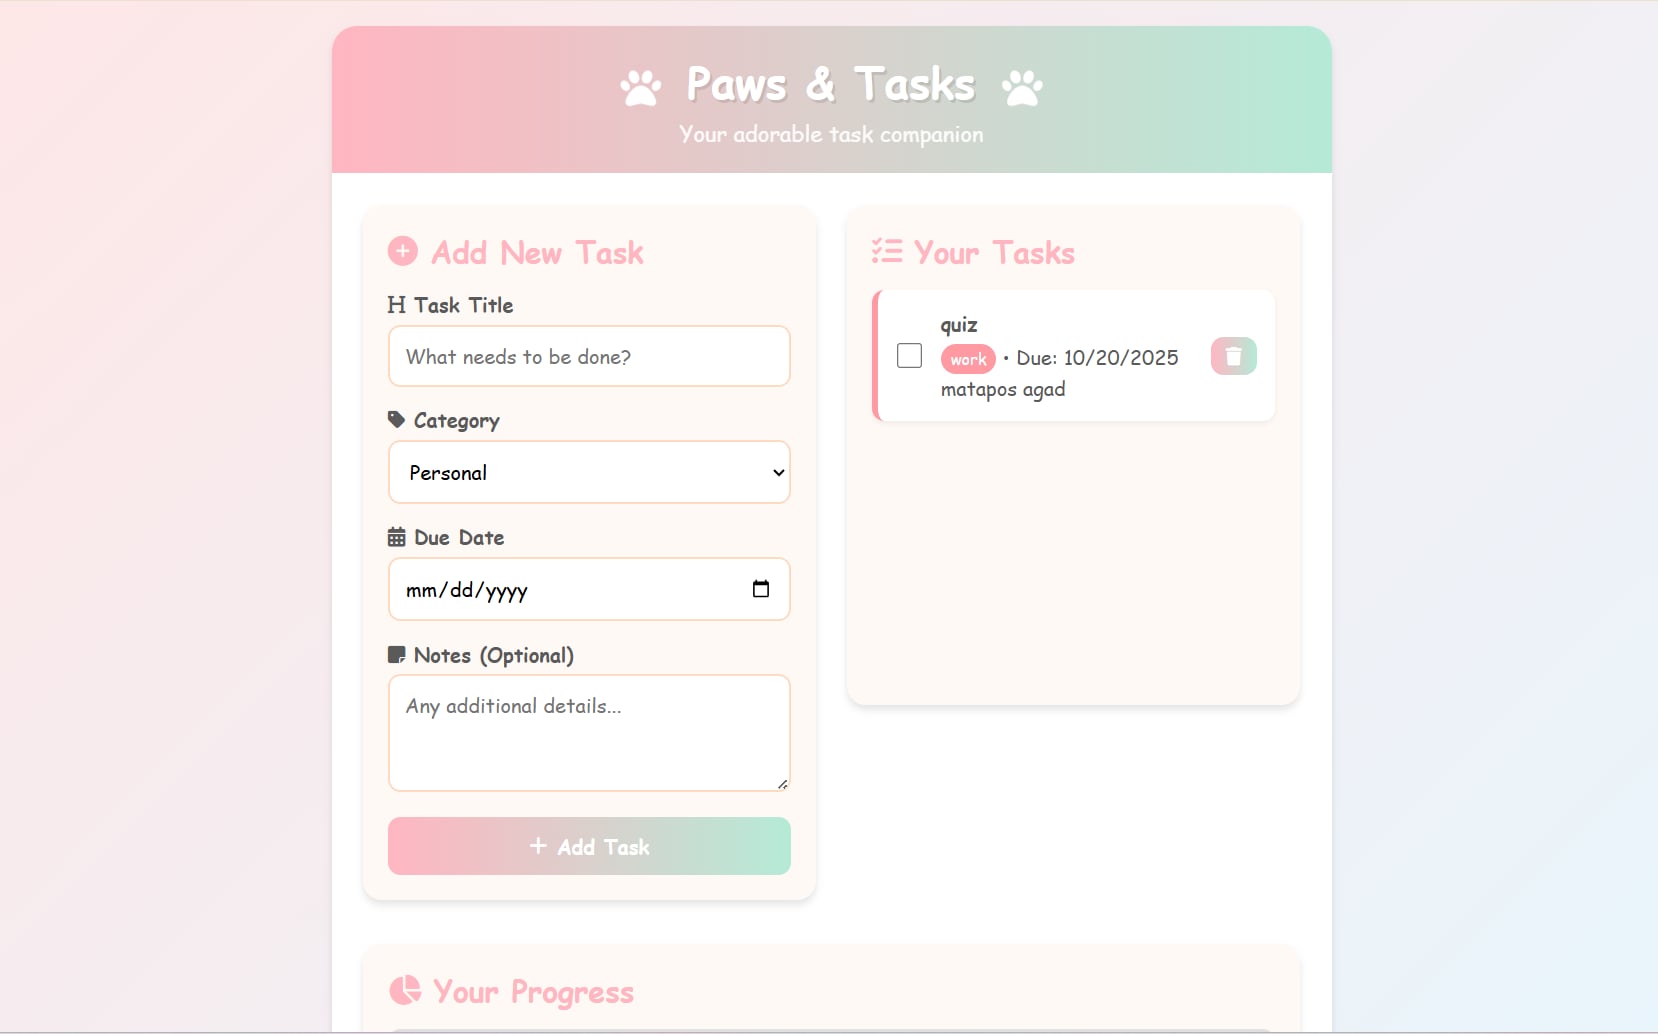 Paws & Tasks
Your adorable task companion
Add New Task
Task Title
What needs to be done?
Category
Personal
Due Date
mm/dd/yyyy
Notes (Optional)
Any additional details...
+ Add Task
Your Tasks
quiz
work • Due: 10/20/2025
matapos agad
Your Progress